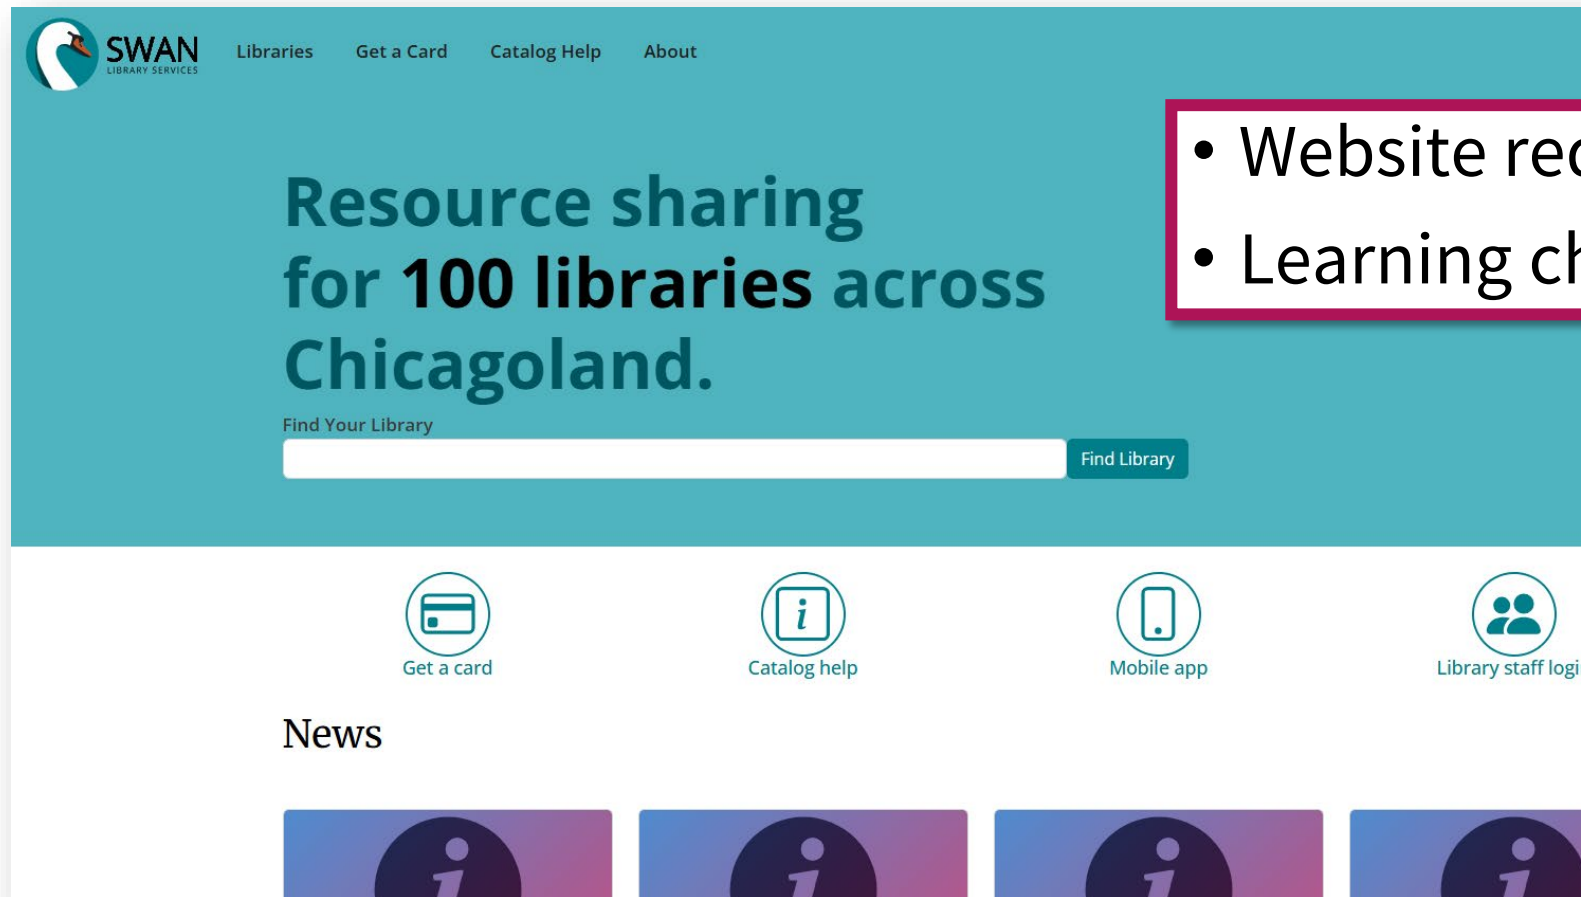 SWAN
LIBRARY SERVICES
Libraries Get a Card Catalog Help About
• Website
• Learning
Resource sharing
for 100 libraries across
Chicagoland.
Find Your Library
Find Library
Get a card Catalog help Mobile app Library staff
News
i i i i